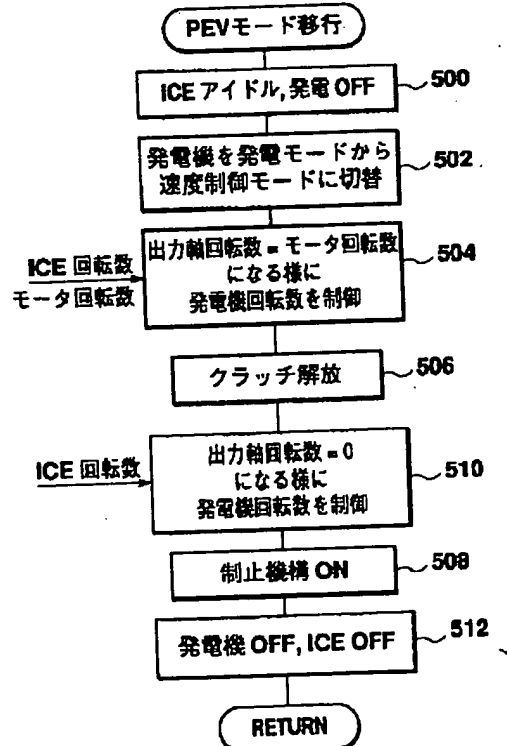 PEVモード移行
ICE アイドル, 発電 OFF
500
発電機を発電モードから
速度制御モードに切替
502
ICE 回転数
モータ回転数
出力軸回転数 = モータ回転数
になる様に
発電機回転数を制御
504
クラッチ解放
506
ICE 回転数
出力軸回転数 = 0
になる様に
発電機回転数を制御
510
制止機構 ON
508
発電機 OFF, ICE OFF
512
RETURN